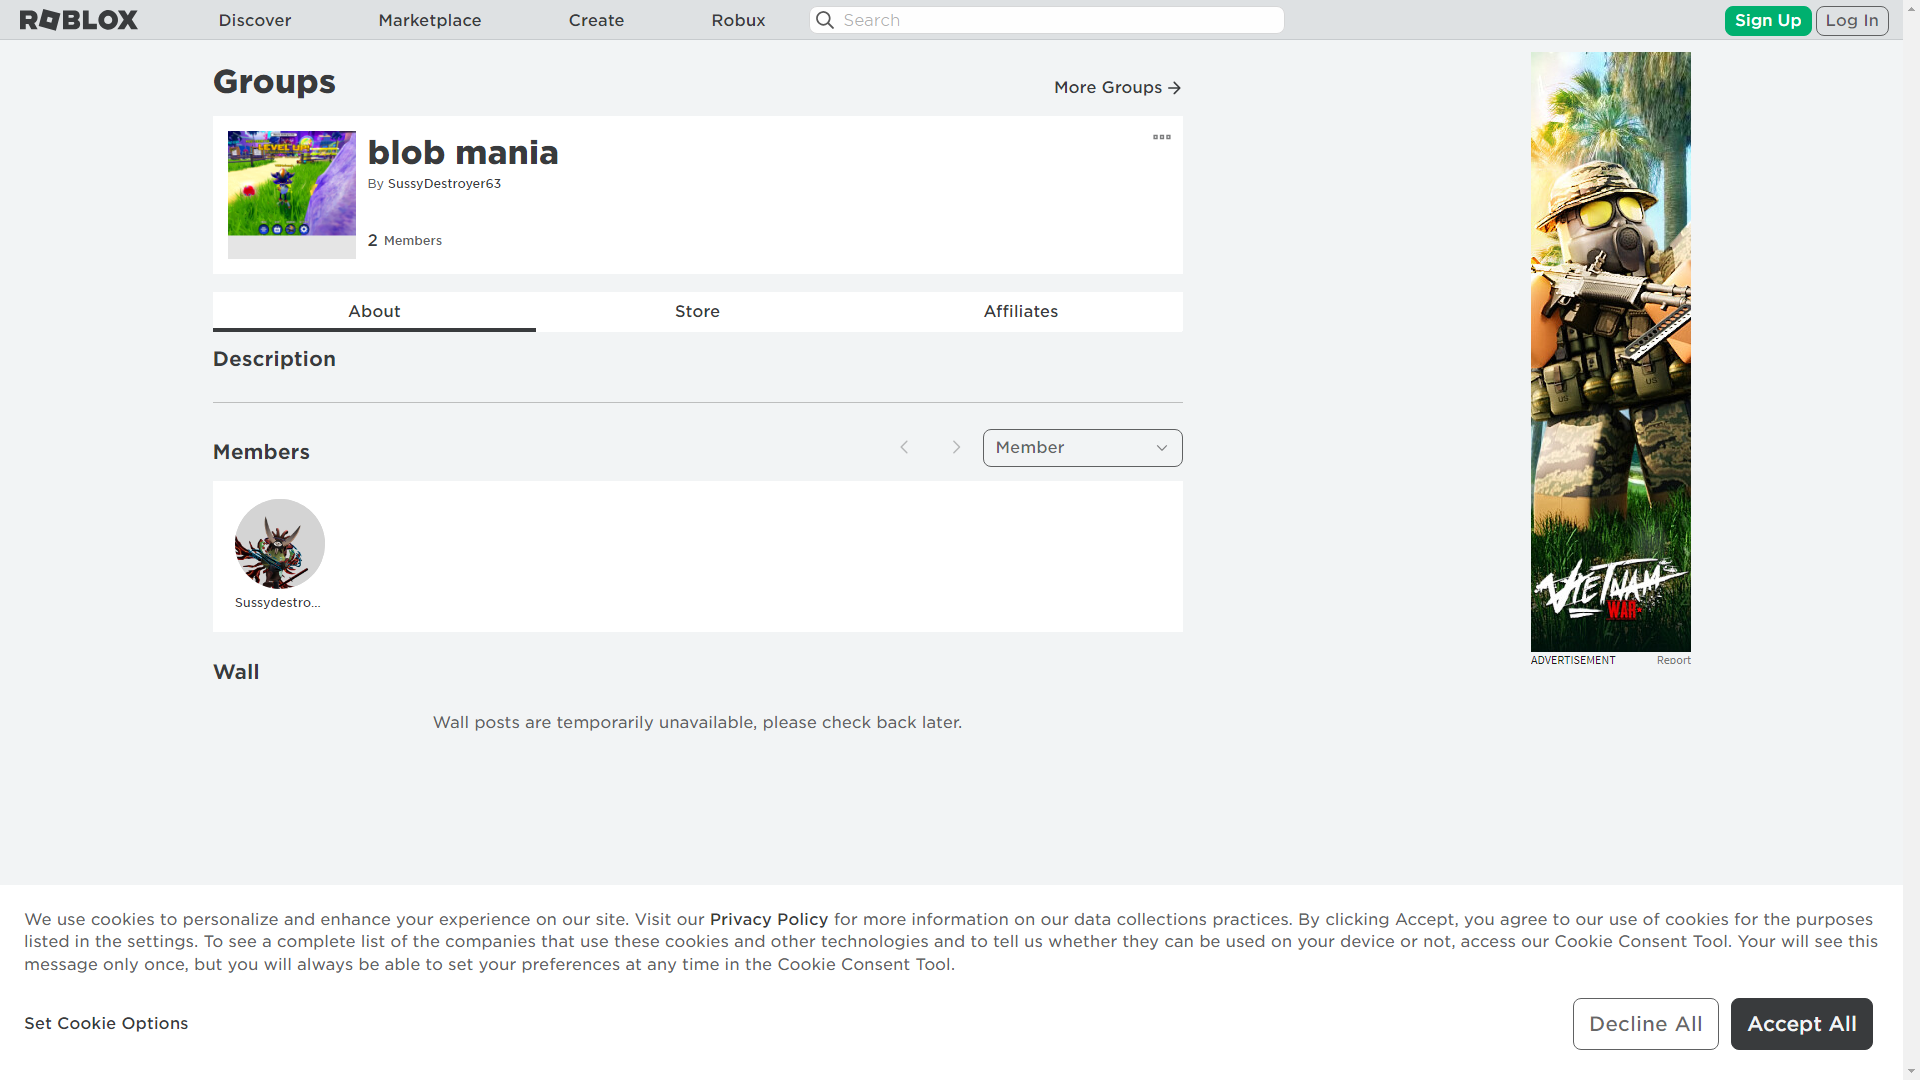 ROBLOX
Discover
Marketplace
Create
Robux
Search
Sign Up
Log In
Groups
More Groups
LEVEL UP
blob mania
By SussyDestroyer63
2 Members
About
Store
Affiliates
Description
Members
Member
Sussydestro...
Wall
Wall posts are temporarily unavailable, please check back later.
US
US
VIETNAM
WAR
ADVERTISEMENT
Report
We use cookies to personalize and enhance your experience on our site. Visit our Privacy Policy for more information on our data collections practices. By clicking Accept, you agree to our use of cookies for the purposes
listed in the settings. To see a complete list of the companies that use these cookies and other technologies and to tell us whether they can be used on your device or not, access our Cookie Consent Tool. Your will see this
message only once, but you will always be able to set your preferences at any time in the Cookie Consent Tool.
Set Cookie Options
Decline All
Accept All